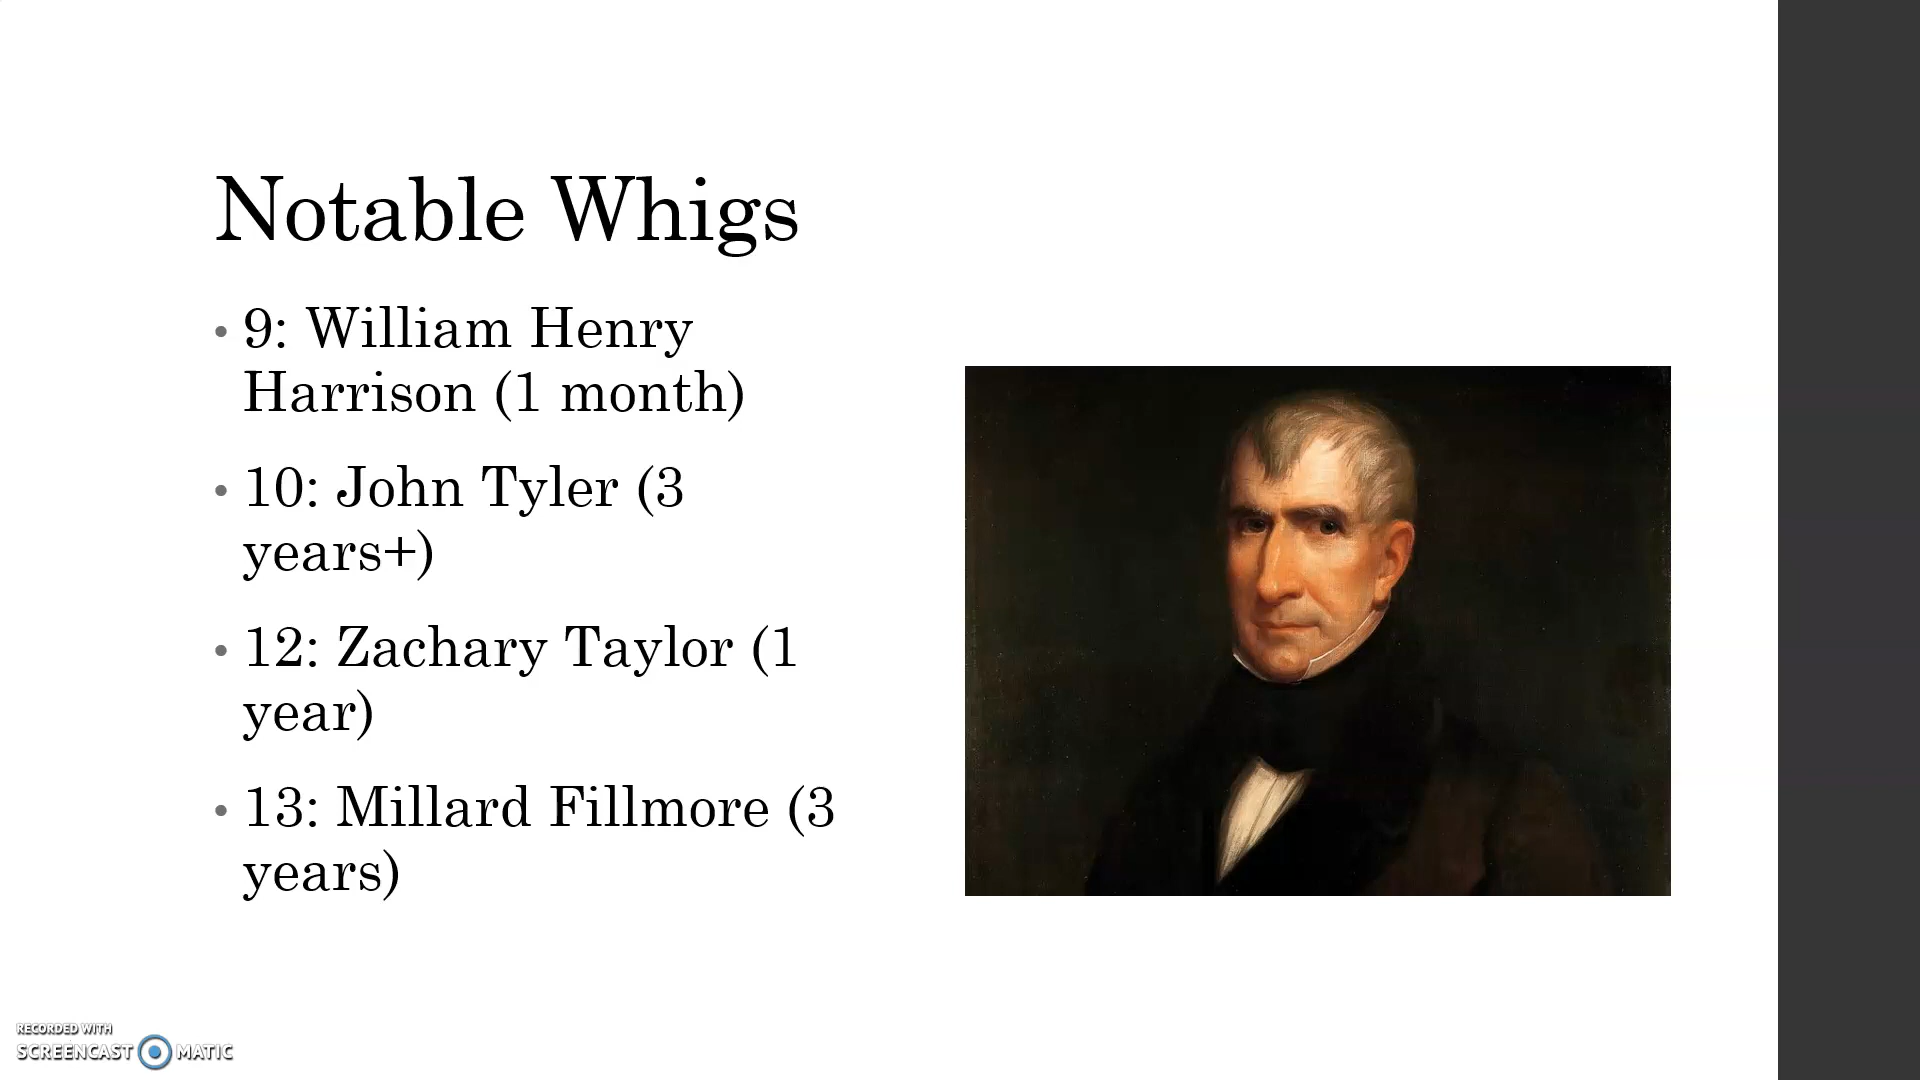 Notable Whigs
• 9: William Henry
Harrison (1 month)
• 10: John Tyler (3
years+)
• 12: Zachary Taylor (1
year)
• 13: Millard Fillmore (3
years)
RECORDED WITH
SCREENCAST MATIC